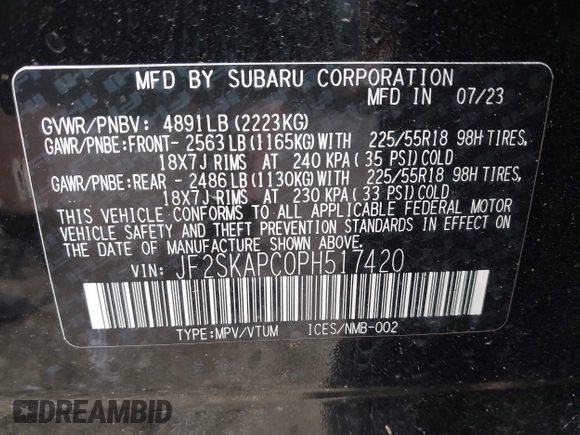 MFD BY SUBARU CORPORATION
MFD IN 07/23
GVWR/PNBV: 4891LB(2223KG)
GAWR/PNBE:FRONT- 2563LB(1165KG)WITH 225/55R18 98H TIRES,
18X7J RIMS AT 240 KPA(35 PSI)COLD
GAWR/PNBE:REAR - 2486LB(1130KG)WITH 225/55R18 98H TIRES,
18X7J RIMS AT 230 KPA(33 PSI)COLD.
THIS VEHICLE CONFORMS TO ALL APPLICABLE FEDERAL MOTOR
VEHICLE SAFETY AND THEFT PREVENTION STANDARDS IN EFFECT
ON THE DATE OF MANUFACTURE SHOWN ABOVE.
VIN: JF2SKAPC0PH517420
TYPE:MPV/VTUM ICES/NMB-002
DREAMBID